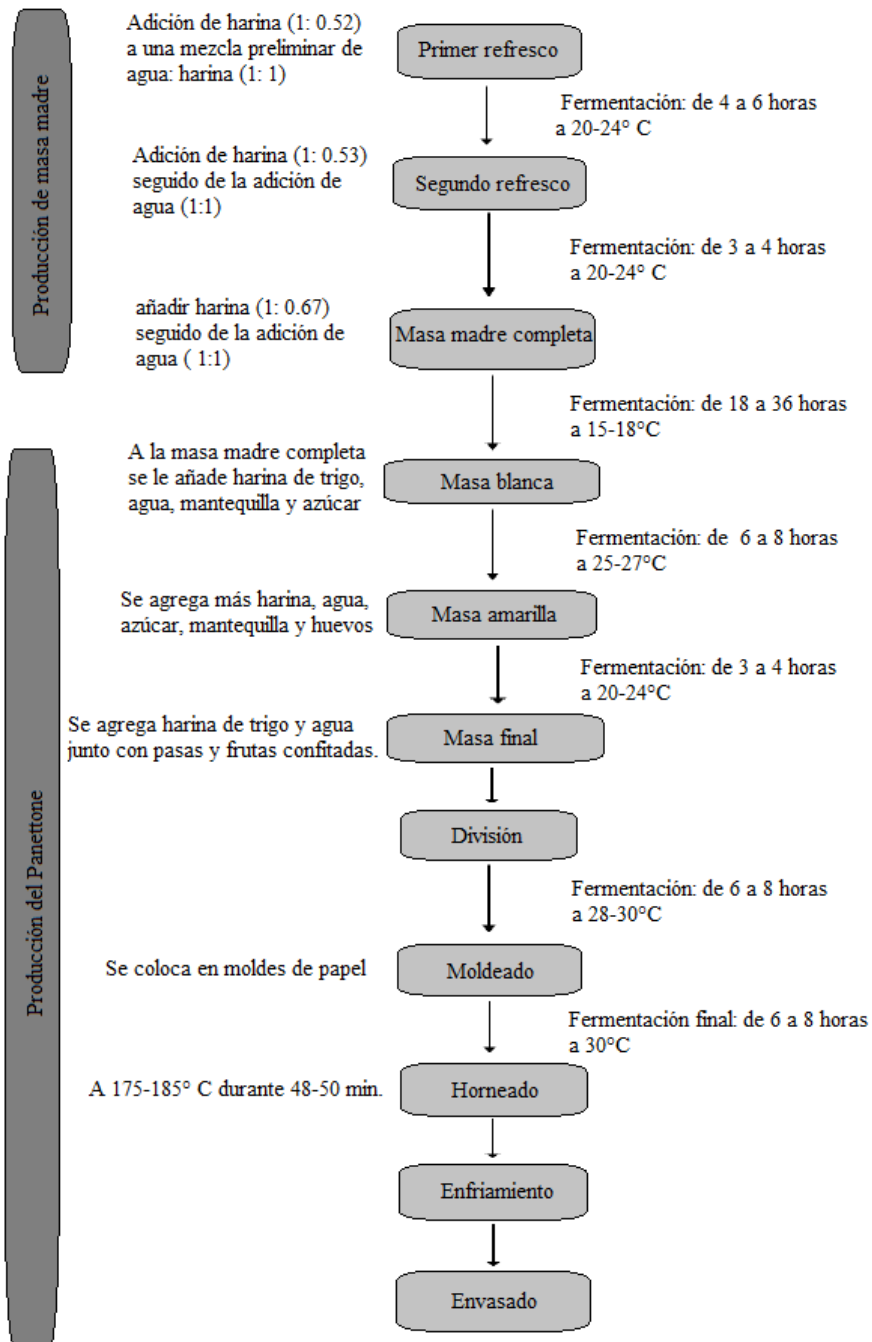 Producción de masa madre
Adición de harina (1: 0.52)
a una mezcla preliminar de
agua: harina (1: 1)
Primer refresco
Fermentación: de 4 a 6 horas
a 20-24° C
Adición de harina (1: 0.53)
seguido de la adición de
agua (1:1)
Segundo refresco
Fermentación: de 3 a 4 horas
a 20-24° C
añadir harina (1: 0.67)
seguido de la adición de
agua ( 1:1)
Masa madre completa
Fermentación: de 18 a 36 horas
a 15-18°C
Producción del Panettone
A la masa madre completa
se le añade harina de trigo,
agua, mantequilla y azúcar
Masa blanca
Fermentación: de  6 a 8 horas
a 25-27°C
Se agrega más harina, agua,
azúcar, mantequilla y huevos
Masa amarilla
Fermentación: de 3 a 4 horas
a 20-24°C
Se agrega harina de trigo y agua
junto con pasas y frutas confitadas.
Masa final
División
Fermentación: de 6 a 8 horas
a 28-30°C
Se coloca en moldes de papel
Moldeado
Fermentación final: de 6 a 8 horas
a 30°C
A 175-185° C durante 48-50 min.
Horneado
Enfriamiento
Envasado